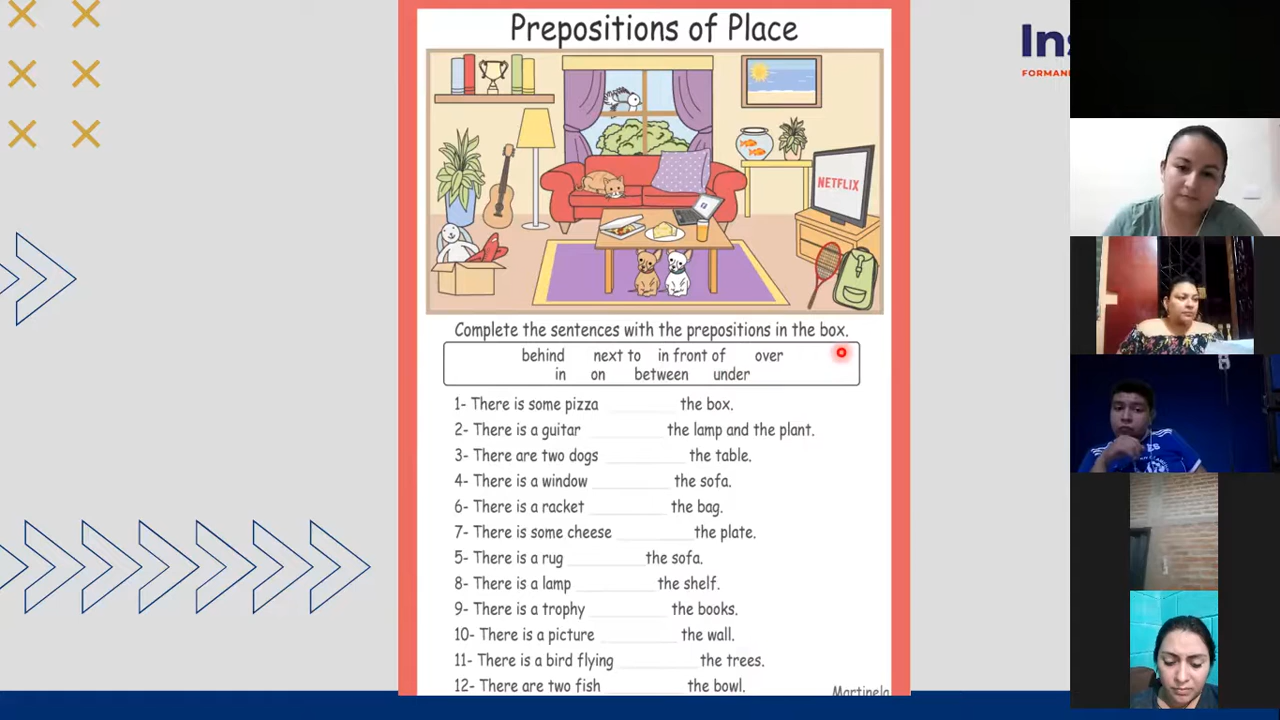 Prepositions of Place
NETFLIX
Complete the sentences with the prepositions in the box.
behind next to in front of over
in on between under
1- There is some pizza the box.
2- There is a guitar the lamp and the plant.
3- There are two dogs the table.
4- There is a window the sofa.
6- There is a racket the bag.
7- There is some cheese the plate.
5- There is a rug the sofa.
8- There is a lamp the shelf.
9- There is a trophy the books.
10- There is a picture the wall.
11- There is a bird flying the trees.
12- There are two fish the bowl.
Martinela
Ins
FORMAN